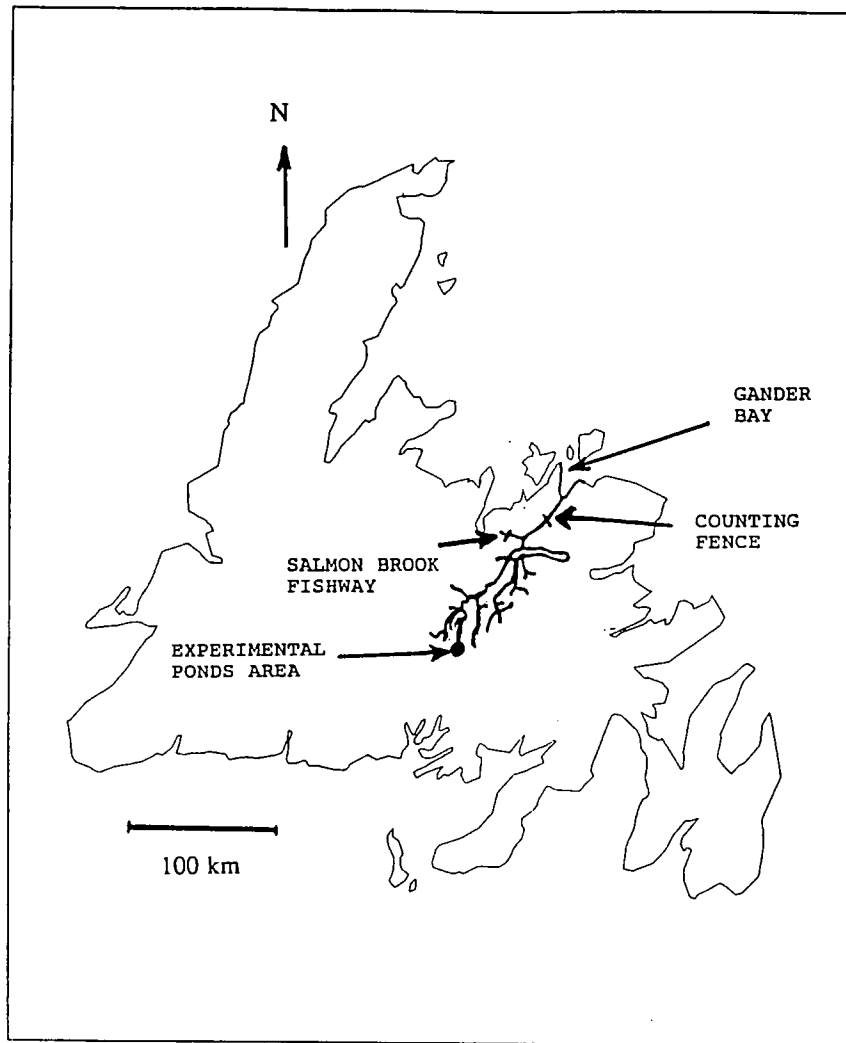 N
GANDER
BAY
COUNTING
FENCE
SALMON BROOK
FISHWAY
EXPERIMENTAL
PONDS AREA
100 km